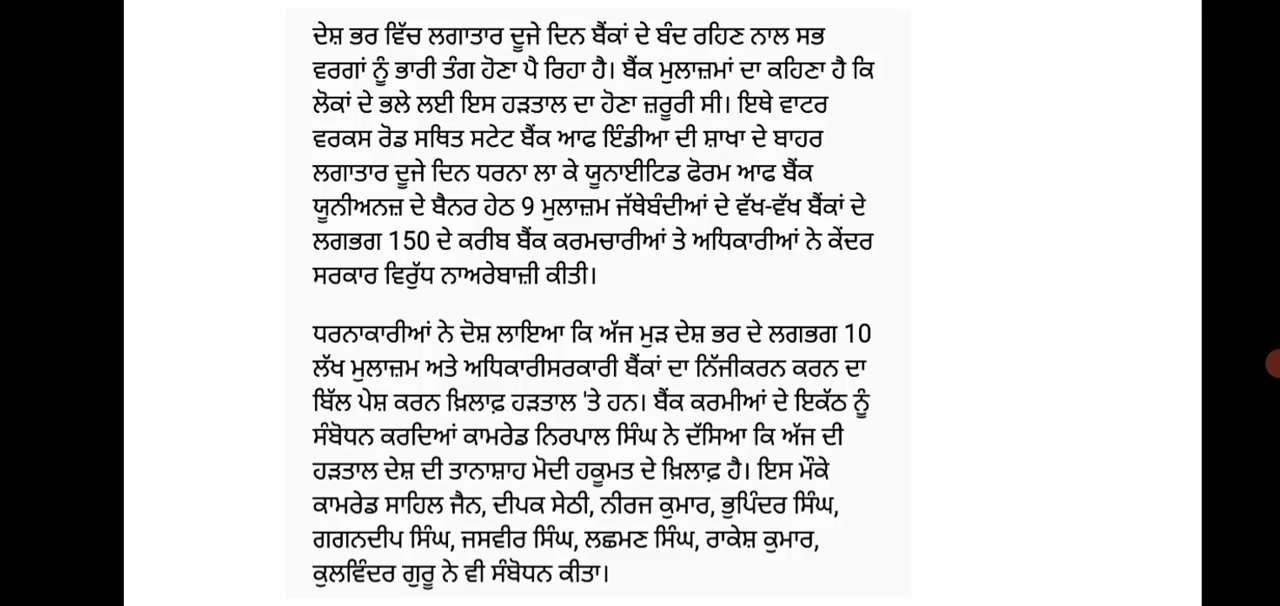 ਦੇਸ਼ ਭਰ ਵਿੱਚ ਲਗਾਤਾਰ ਦੂਜੇ ਦਿਨ ਬੈਂਕਾਂ ਦੇ ਬੰਦ ਰਹਿਣ ਨਾਲ ਸਭ
ਵਰਗਾਂ ਨੂੰ ਭਾਰੀ ਤੰਗ ਹੋਣਾ ਪੈ ਰਿਹਾ ਹੈ। ਬੈਂਕ ਮੁਲਾਜ਼ਮਾਂ ਦਾ ਕਹਿਣਾ ਹੈ ਕਿ
ਲੋਕਾਂ ਦੇ ਭਲੇ ਲਈ ਇਸ ਹੜਤਾਲ ਦਾ ਹੋਣਾ ਜ਼ਰੂਰੀ ਸੀ। ਇਥੇ ਵਾਟਰ
ਵਰਕਸ ਰੋਡ ਸਥਿਤ ਸਟੇਟ ਬੈਂਕ ਆਫ ਇੰਡੀਆ ਦੀ ਸ਼ਾਖਾ ਦੇ ਬਾਹਰ
ਲਗਾਤਾਰ ਦੂਜੇ ਦਿਨ ਧਰਨਾ ਲਾ ਕੇ ਯੂਨਾਈਟਿਡ ਫੋਰਮ ਆਫ ਬੈਂਕ
ਯੂਨੀਅਨਜ਼ ਦੇ ਬੈਨਰ ਹੇਠ 9 ਮੁਲਾਜ਼ਮ ਜੱਥੇਬੰਦੀਆਂ ਦੇ ਵੱਖ-ਵੱਖ ਬੈਂਕਾਂ ਦੇ
ਲਗਭਗ 150 ਦੇ ਕਰੀਬ ਬੈਂਕ ਕਰਮਚਾਰੀਆਂ ਤੇ ਅਧਿਕਾਰੀਆਂ ਨੇ ਕੇਂਦਰ
ਸਰਕਾਰ ਵਿਰੁੱਧ ਨਾਅਰੇਬਾਜ਼ੀ ਕੀਤੀ।
ਧਰਨਾਕਾਰੀਆਂ ਨੇ ਦੋਸ਼ ਲਾਇਆ ਕਿ ਅੱਜ ਮੁੜ ਦੇਸ਼ ਭਰ ਦੇ ਲਗਭਗ 10
ਲੱਖ ਮੁਲਾਜ਼ਮ ਅਤੇ ਅਧਿਕਾਰੀਸਰਕਾਰੀ ਬੈਂਕਾਂ ਦਾ ਨਿੱਜੀਕਰਨ ਕਰਨ ਦਾ
ਬਿੱਲ ਪੇਸ਼ ਕਰਨ ਖ਼ਿਲਾਫ਼ ਹੜਤਾਲ 'ਤੇ ਹਨ। ਬੈਂਕ ਕਰਮੀਆਂ ਦੇ ਇਕੱਠ ਨੂੰ
ਸੰਬੋਧਨ ਕਰਦਿਆਂ ਕਾਮਰੇਡ ਨਿਰਪਾਲ ਸਿੰਘ ਨੇ ਦੱਸਿਆ ਕਿ ਅੱਜ ਦੀ
ਹੜਤਾਲ ਦੇਸ਼ ਦੀ ਤਾਨਾਸ਼ਾਹ ਮੋਦੀ ਹਕੂਮਤ ਦੇ ਖ਼ਿਲਾਫ਼ ਹੈ। ਇਸ ਮੌਕੇ
ਕਾਮਰੇਡ ਸਾਹਿਲ ਜੈਨ, ਦੀਪਕ ਸੇਠੀ, ਨੀਰਜ ਕੁਮਾਰ, ਭੁਪਿੰਦਰ ਸਿੰਘ,
ਗਗਨਦੀਪ ਸਿੰਘ, ਜਸਵੀਰ ਸਿੰਘ, ਲਛਮਣ ਸਿੰਘ, ਰਾਕੇਸ਼ ਕੁਮਾਰ,
ਕੁਲਵਿੰਦਰ ਗੁਰੂ ਨੇ ਵੀ ਸੰਬੋਧਨ ਕੀਤਾ।